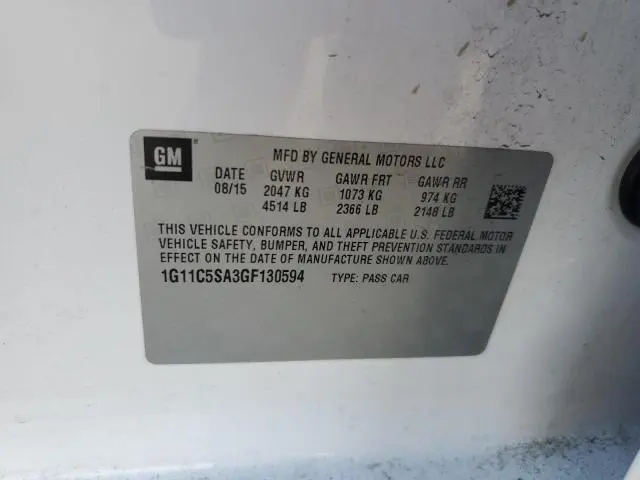 GM
MFD BY GENERAL MOTORS LLC
DATE GVWR GAWR FRT GAWR RR
08/15 2047 KG 1073 KG 974 KG
4514 LB 2366 LB 2148 LB
THIS VEHICLE CONFORMS TO ALL APPLICABLE U.S. FEDERAL MOTOR
VEHICLE SAFETY, BUMPER, AND THEFT PREVENTION STANDARDS IN
EFFECT ON THE DATE OF MANUFACTURE SHOWN ABOVE.
1G11C5SA3GF130594 TYPE: PASS CAR